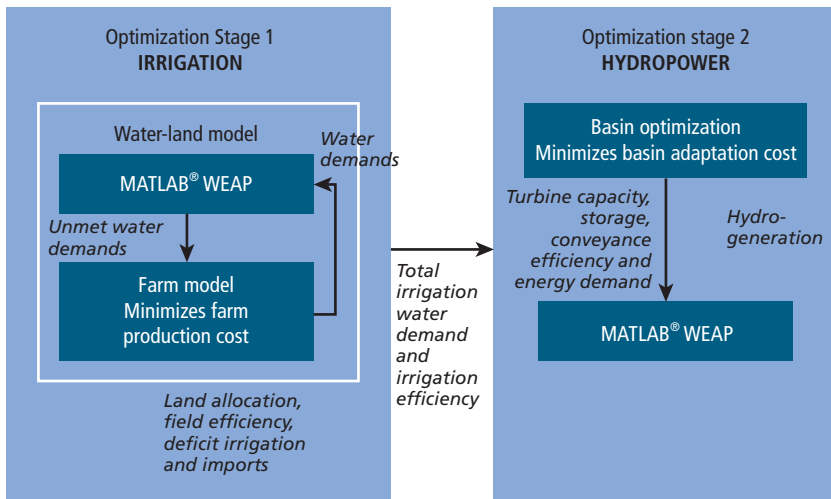 Optimization Stage 1
IRRIGATION
Water-land model
Water
demands
MATLAB® WEAP
Unmet water
demands
Farm model
Minimizes farm
production cost
Land allocation,
field efficiency,
deficit irrigation
and imports
Total
irrigation
water
demand
and
irrigation
efficiency
Optimization stage 2
HYDROPOWER
Basin optimization
Minimizes basin adaptation cost
Turbine capacity,
storage,
conveyance
efficiency and
energy demand
Hydro-
generation
MATLAB® WEAP